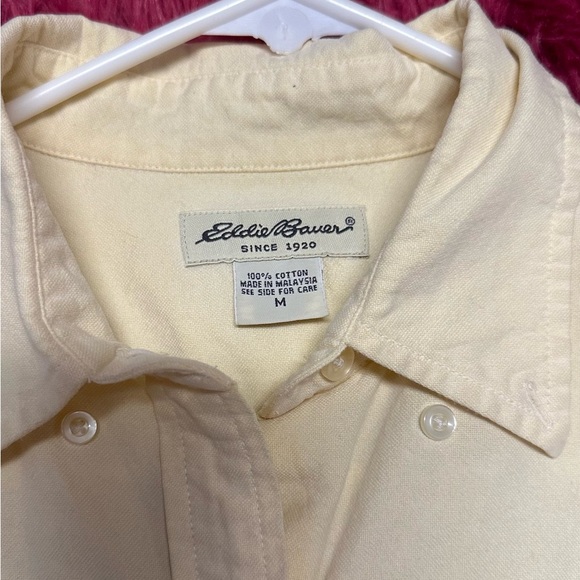 Eddie Bauer®
SINCE 1920
100% COTTON
MADE IN MALAYSIA
SEE SIDE FOR CARE
M